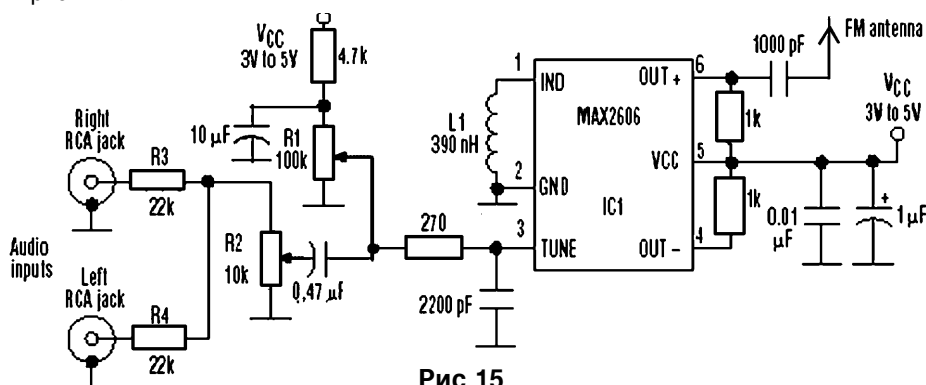 VCC
3V to 5V
4.7k
10 µF
R1
100k
Right
RCA jack
R3
22k
Audio
inputs
Left
RCA jack
R4
22k
R2
10k
0,47 µF
270
2200 pF
L1
390 nH
1
IND
2
GND
3
TUNE
MAX2606
IC1
OUT+
6
VCC
5
OUT-
4
1k
1k
1000 pF
FM antenna
VCC
3V to 5V
0.01
µF
+
1µF
Рис 15